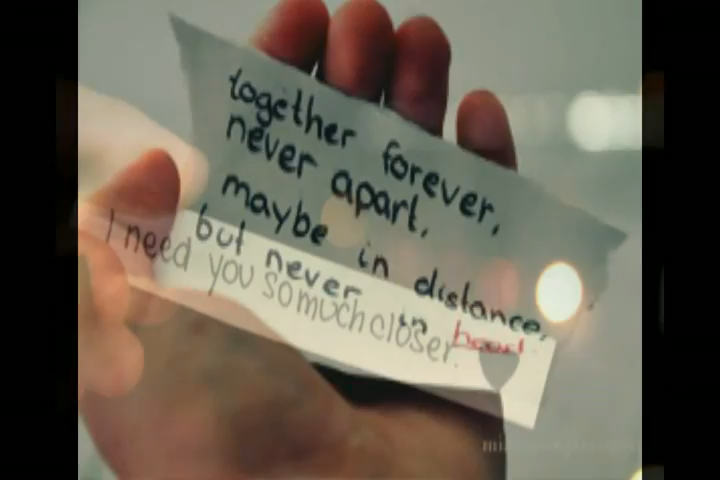 together forever,
never apart.
maybe in distance,
but never in heart.
I need you so much closer.